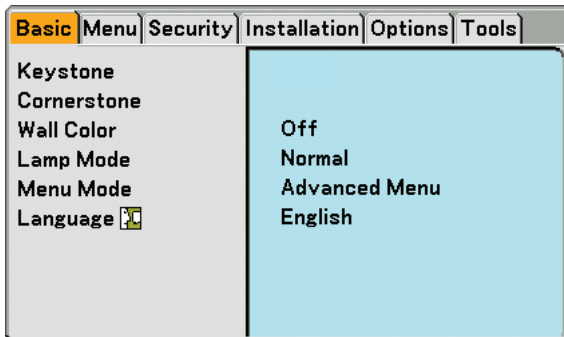 Basic Menu Security Installation Options Tools
Keystone
Cornerstone
Wall Color Off
Lamp Mode Normal
Menu Mode Advanced Menu
Language English